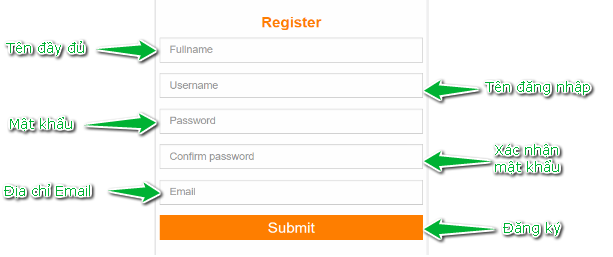 Register
Tên đầy đủ
Fullname
Username
Tên đăng nhập
Mật khẩu
Password
Confirm password
Xác nhận
mật khẩu
Địa chỉ Email
Email
Submit
Đăng ký